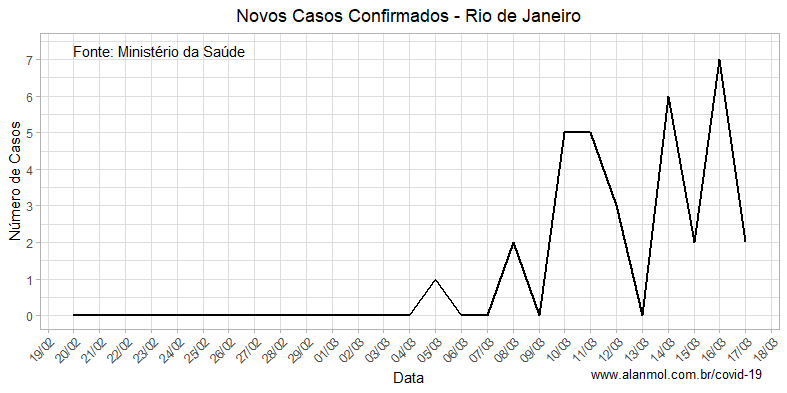 Novos Casos Confirmados - Rio de Janeiro
Fonte: Ministério da Saúde
Número de Casos
7
6
5
4
3
2
1
0
19/02 20/02 21/02 22/02 23/02 24/02 25/02 26/02 27/02 28/02 29/02 01/03 02/03 03/03 04/03 05/03 06/03 07/03 08/03 09/03 10/03 11/03 12/03 13/03 14/03 15/03 16/03 17/03 18/03
Data
www.alanmol.com.br/covid-19